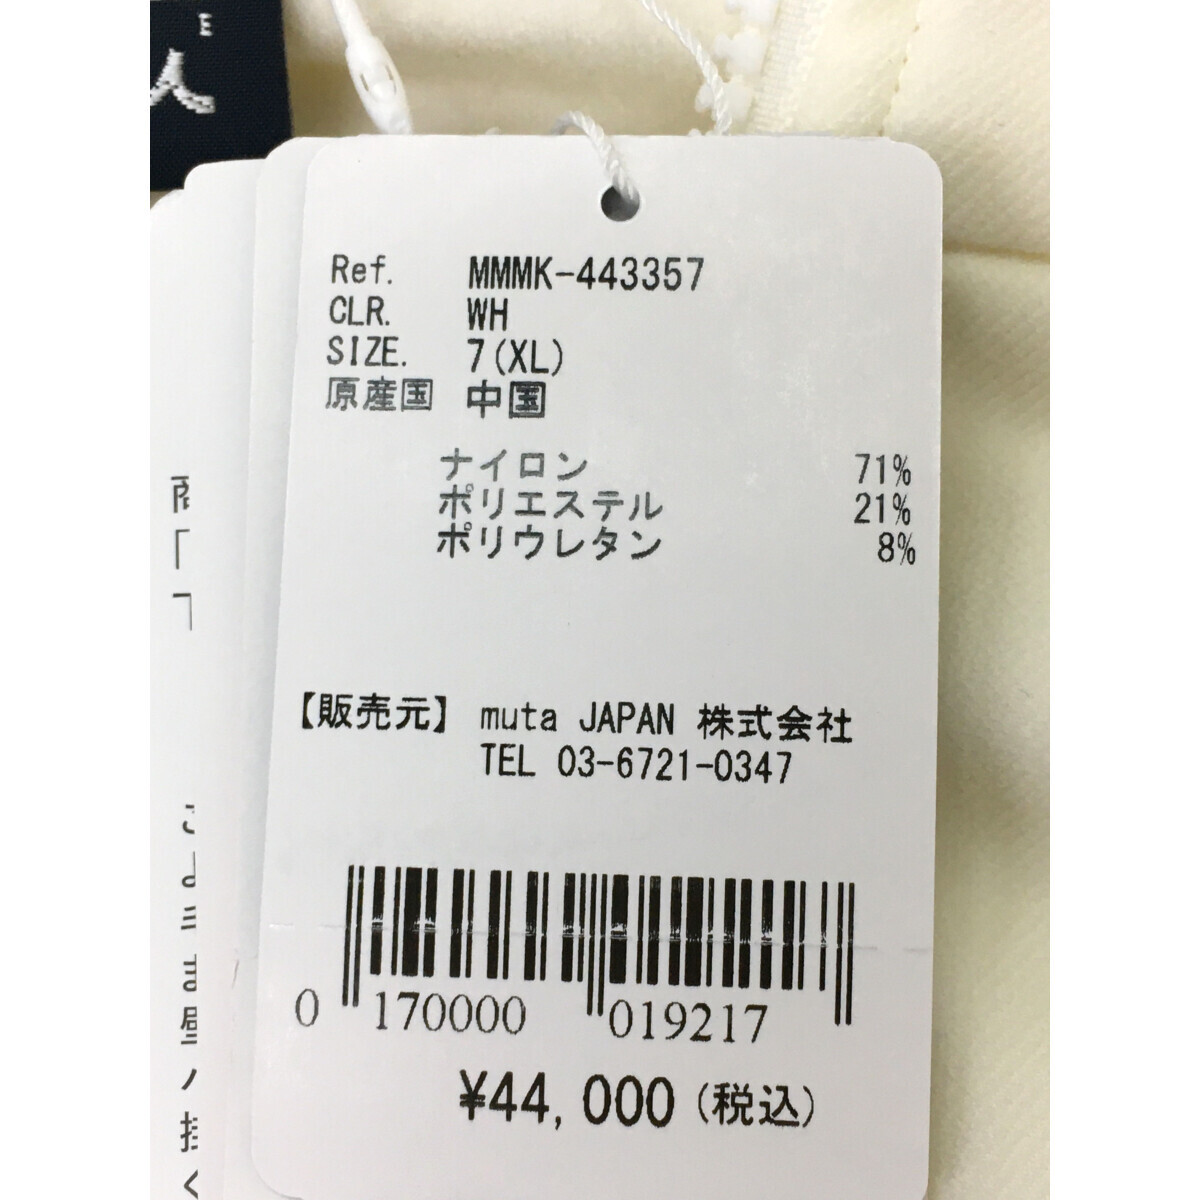 E
人
Ref. MMMK-443357
CLR. WH
SIZE. 7(XL)
原産国 中国
ナイロン 71%
ポリエステル 21%
ポリウレタン 8%
【販売元】 muta JAPAN 株式会社
TEL 03-6721-0347
0 170000 019217
¥44,000(税込)